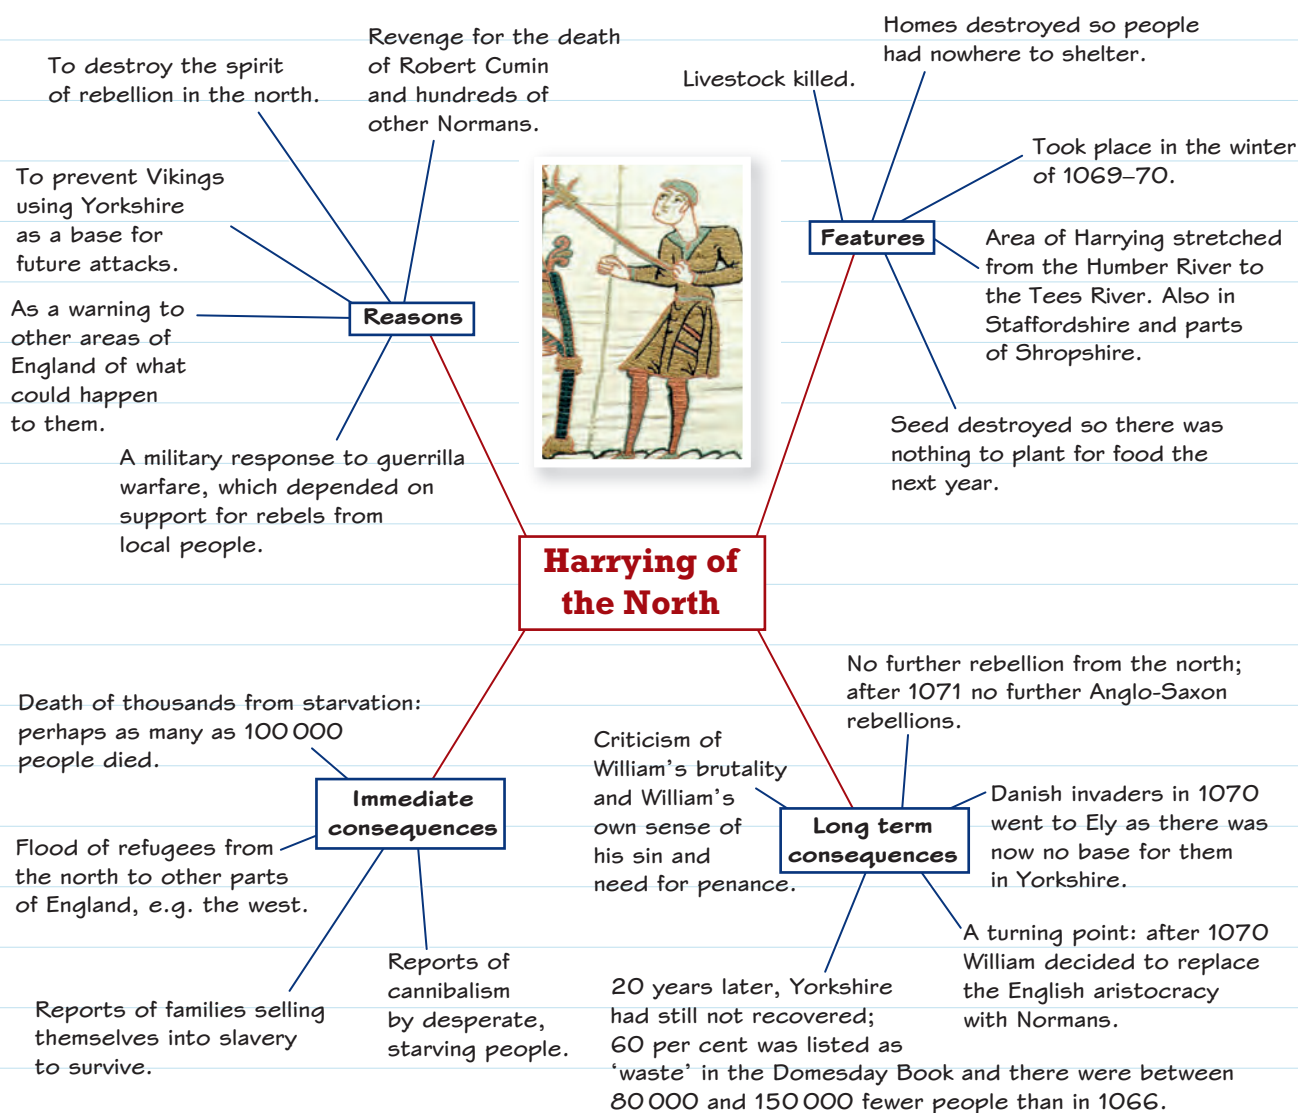 Harrying of
the North
Reasons
To destroy the spirit
of rebellion in the north.
Revenge for the death
of Robert Cumin
and hundreds of
other Normans.
To prevent Vikings
using Yorkshire
as a base for
future attacks.
As a warning to
other areas of
England of what
could happen
to them.
A military response to guerrilla
warfare, which depended on
support for rebels from
local people.
Features
Livestock killed.
Homes destroyed so people
had nowhere to shelter.
Took place in the winter
of 1069–70.
Area of Harrying stretched
from the Humber River to
the Tees River. Also in
Staffordshire and parts
of Shropshire.
Seed destroyed so there was
nothing to plant for food the
next year.
Immediate
consequences
Death of thousands from starvation:
perhaps as many as 100 000
people died.
Flood of refugees from
the north to other parts
of England, e.g. the west.
Reports of families selling
themselves into slavery
to survive.
Reports of
cannibalism
by desperate,
starving people.
Long term
consequences
Criticism of
William's brutality
and William's
own sense of
his sin and
need for penance.
No further rebellion from the north;
after 1071 no further Anglo-Saxon
rebellions.
Danish invaders in 1070
went to Ely as there was
now no base for them
in Yorkshire.
A turning point: after 1070
William decided to replace
the English aristocracy
with Normans.
20 years later, Yorkshire
had still not recovered;
60 per cent was listed as
'waste' in the Domesday Book and there were between
80 000 and 150 000 fewer people than in 1066.